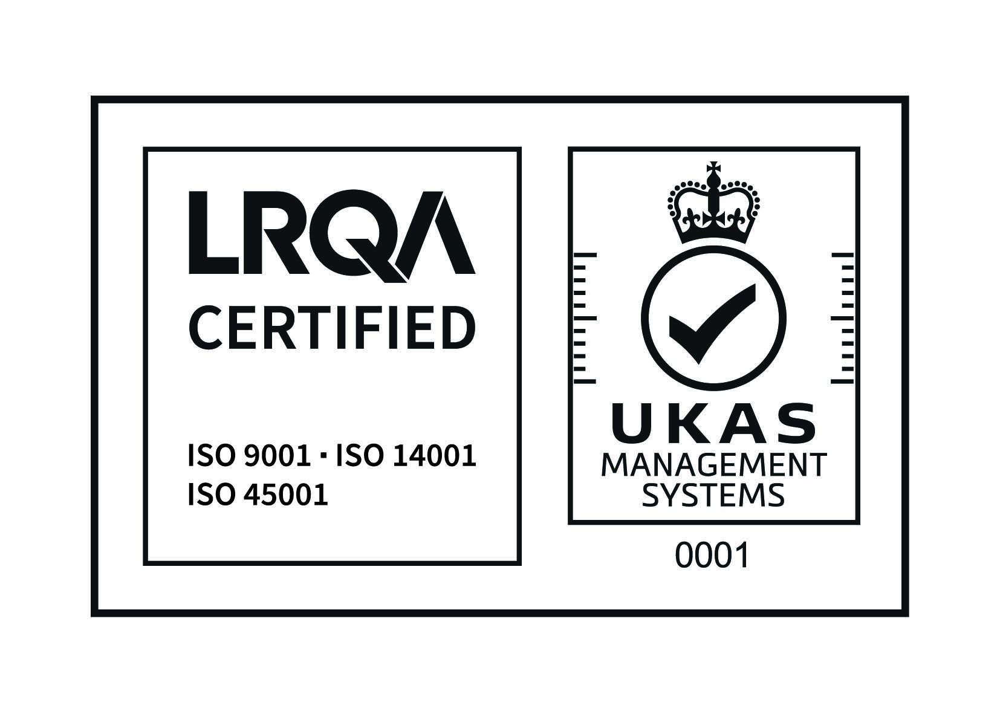 LRQA
CERTIFIED
ISO 9001 · ISO 14001
ISO 45001
UKAS
MANAGEMENT
SYSTEMS
0001